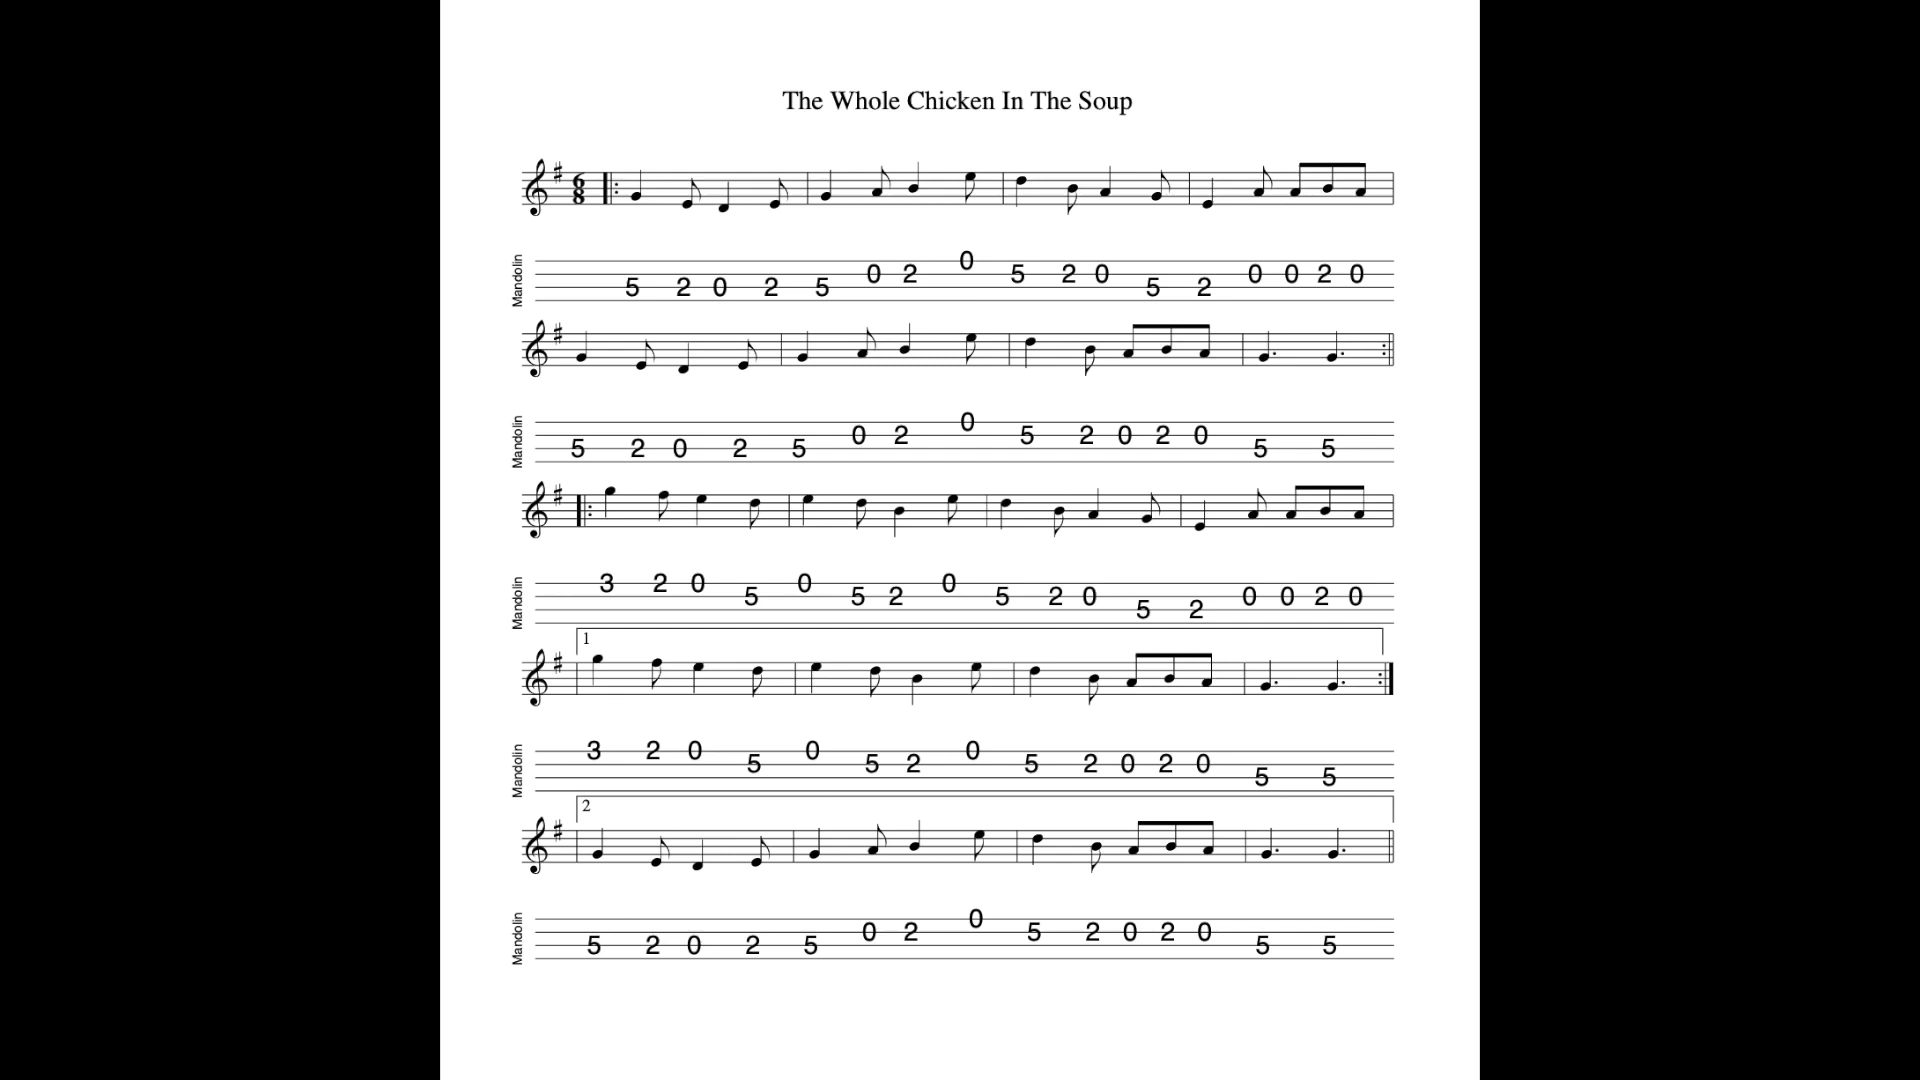 The Whole Chicken In The Soup
6
8
Mandolin
5 2 0 2 5 0 2 0 5 2 0 5 2 0 0 2 0
Mandolin
5 2 0 2 5 0 2 0 5 2 0 2 0 5 5
Mandolin
3 2 0 5 0 5 2 0 5 2 0 5 2 0 0 2 0
1
Mandolin
3 2 0 5 0 5 2 0 5 2 0 2 0 5 5
2
Mandolin
5 2 0 2 5 0 2 0 5 2 0 2 0 5 5